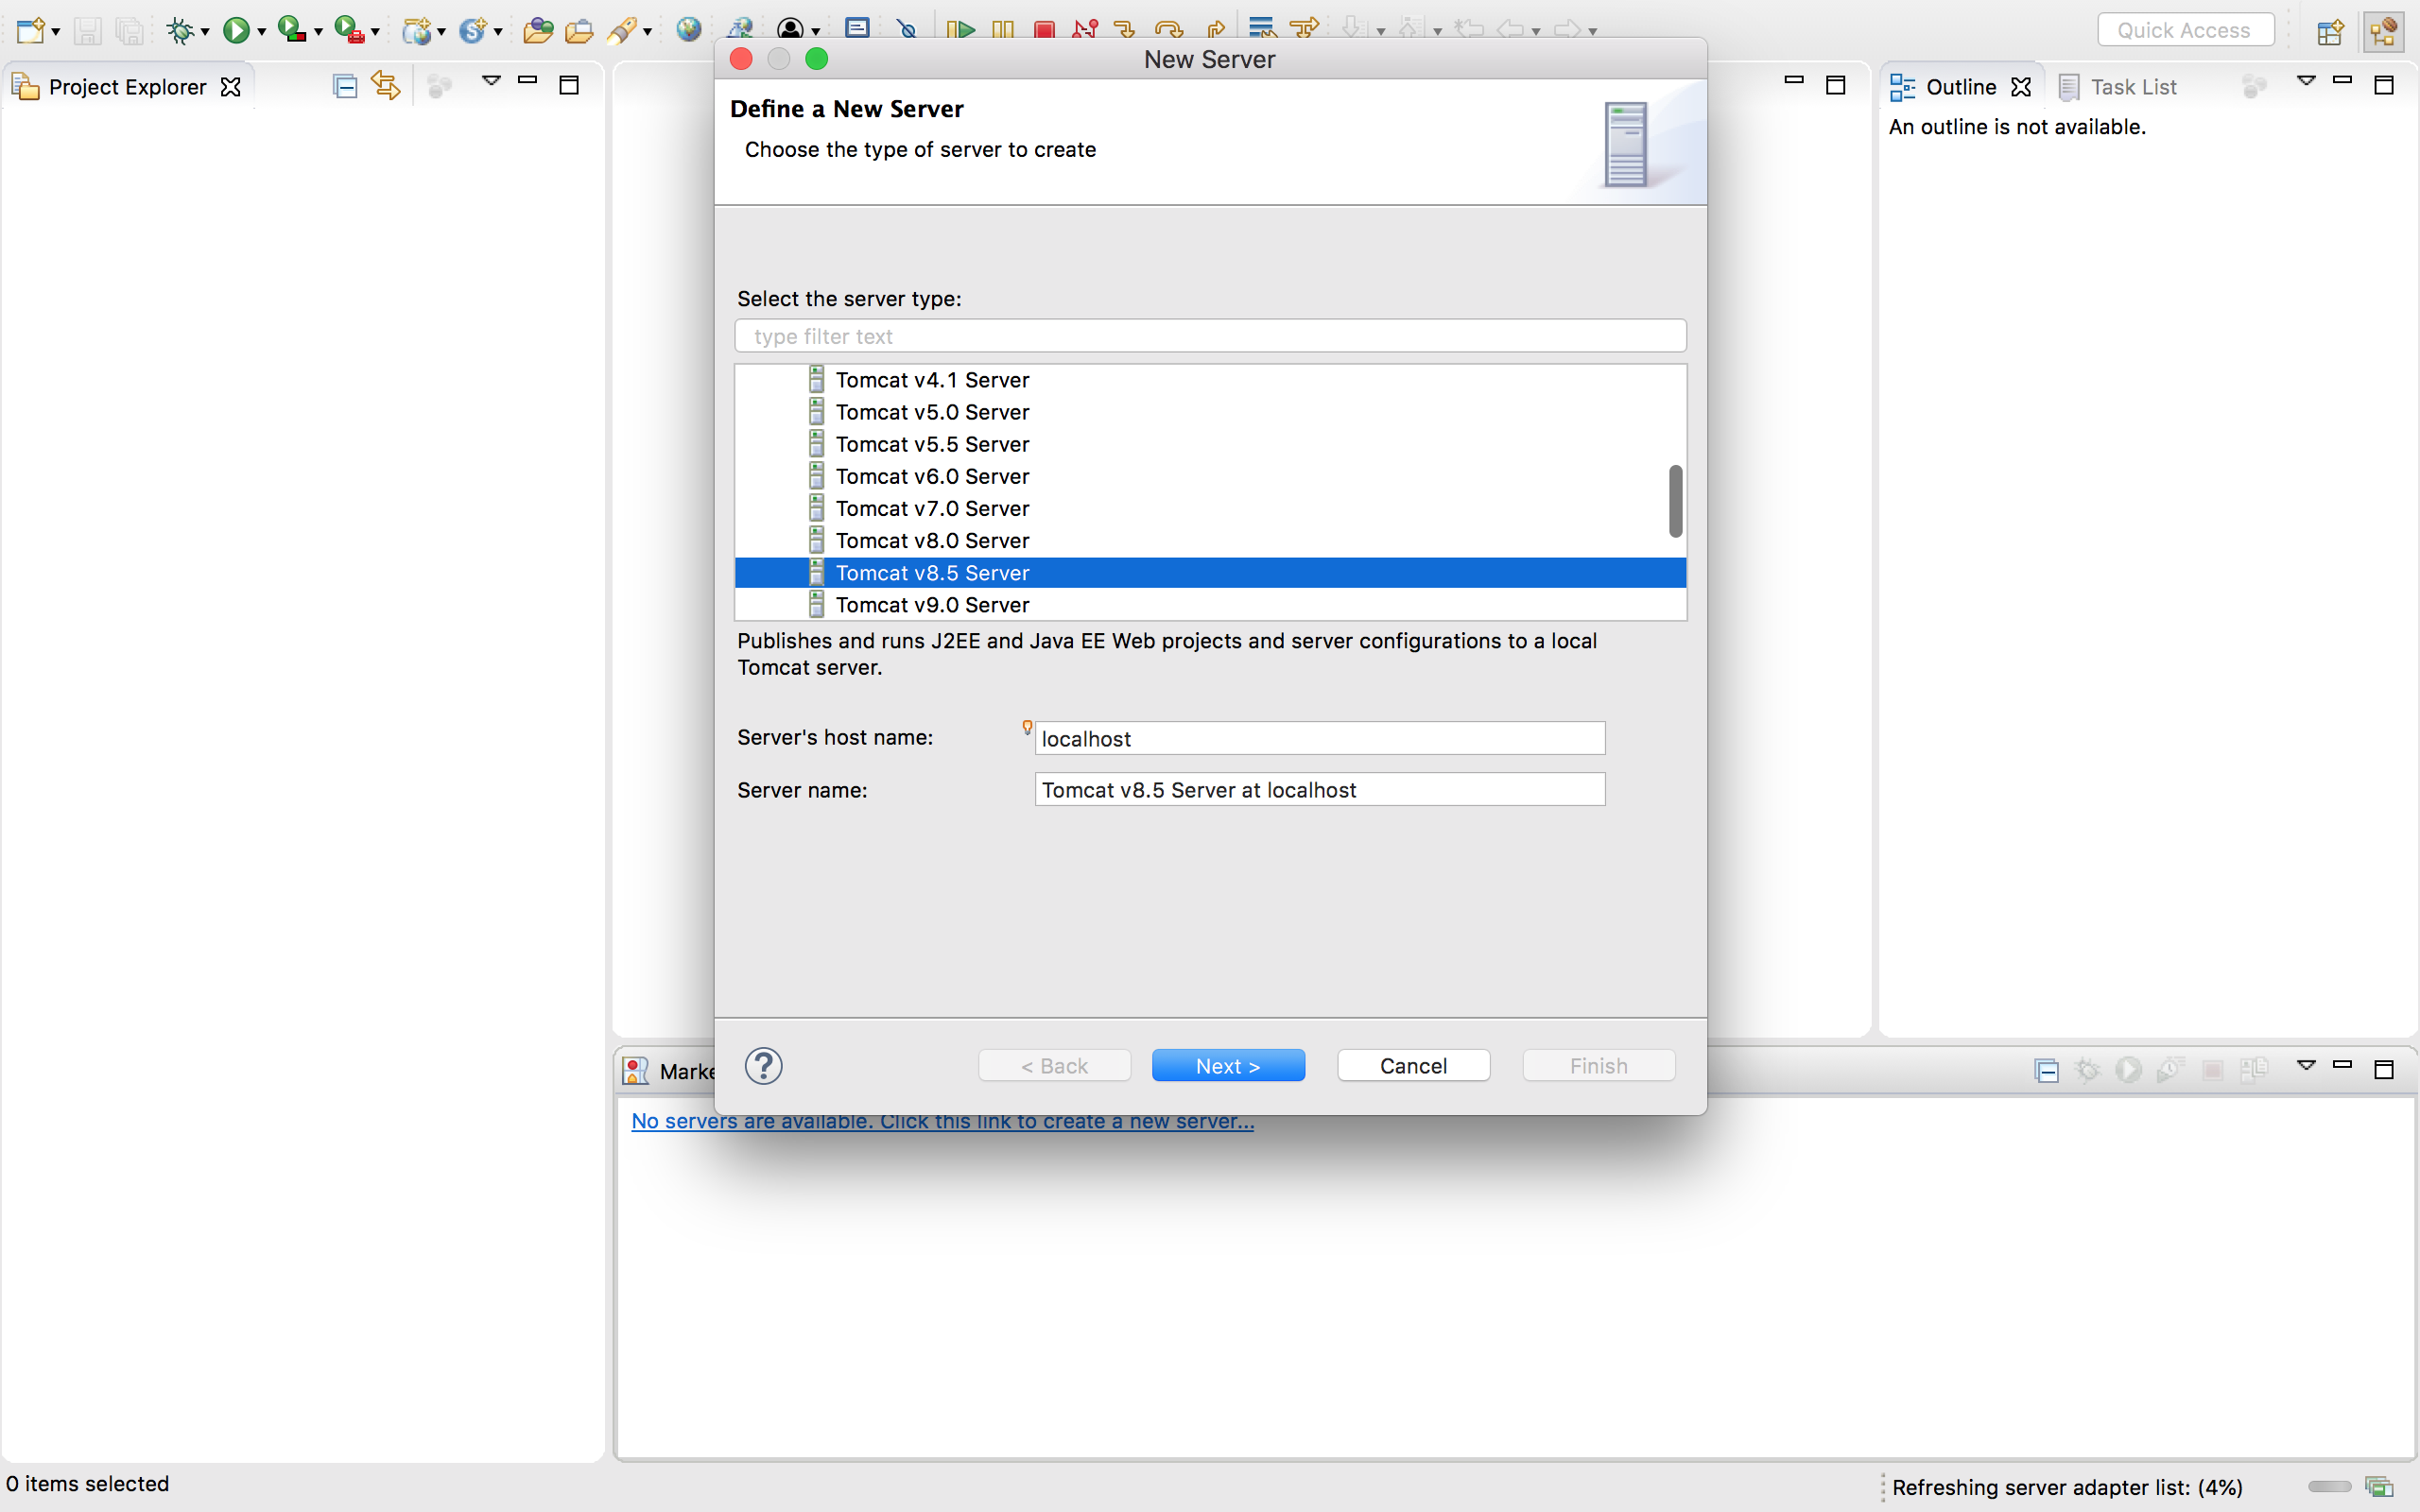 Quick Access
New Server
Project Explorer
Outline
Task List
An outline is not available.
Define a New Server
Choose the type of server to create
Select the server type:
type filter text
Tomcat v4.1 Server
Tomcat v5.0 Server
Tomcat v5.5 Server
Tomcat v6.0 Server
Tomcat v7.0 Server
Tomcat v8.0 Server
Tomcat v8.5 Server
Tomcat v9.0 Server
Publishes and runs J2EE and Java EE Web projects and server configurations to a local
Tomcat server.
Server's host name:
localhost
Server name:
Tomcat v8.5 Server at localhost
?
< Back
Next >
Cancel
Finish
Marke
No servers are available. Click this link to create a new server...
0 items selected
Refreshing server adapter list: (4%)